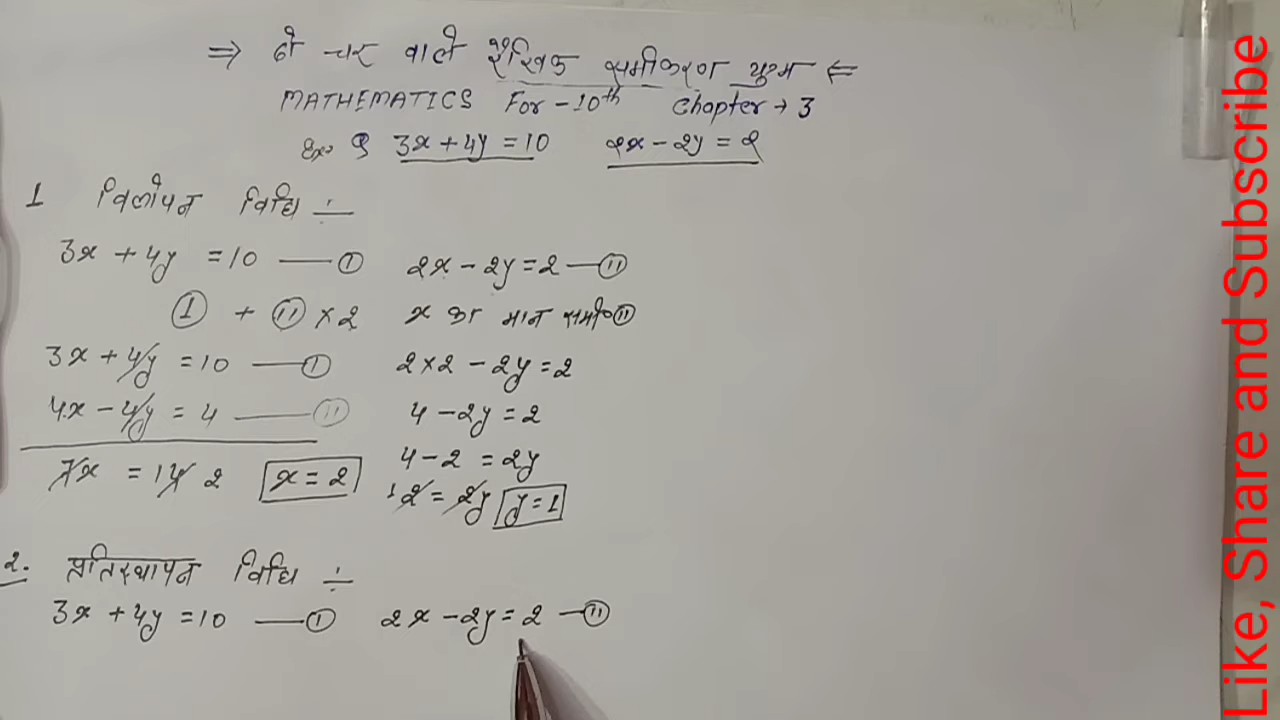 ⇒ दो चर वाले रैखिक समीकरण युग्म ⇐
MATHEMATICS For - 10th Chapter → 3
Ex. 3x + 4y = 10 2x - 2y = 2
1 विलोपन विधि ÷
3x + 4y = 10 —— ① 2x - 2y = 2 — ⑪
① + ⑪ × 2 x का मान समी० ⑪
3x + 4y = 10 —— ① 2×2 - 2y = 2
4x - 4y = 4 —— ⑪ 4 - 2y = 2
7x = 14 2 x = 2 4 - 2 = 2y
1 2 = 2y y = 1
2. प्रतिस्थापन विधि ÷
3x + 4y = 10 —— ① 2x - 2y = 2 — ⑪
Like, Share and Subscribe